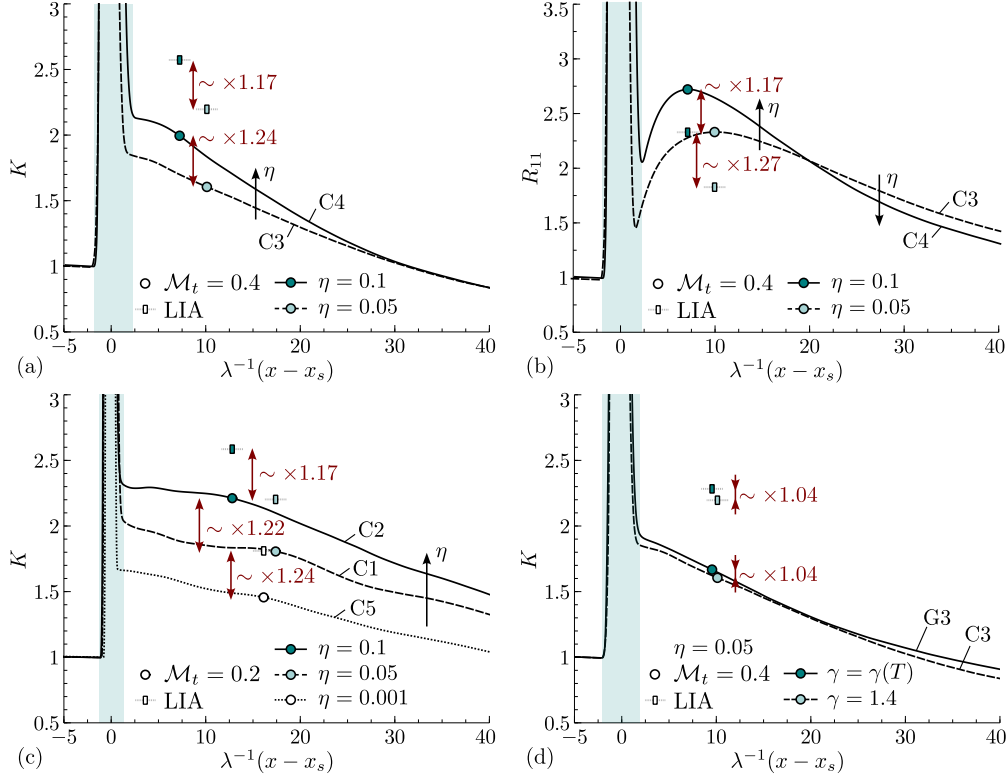 3
2.5
2
1.5
1
0.5
K
∼ ×1.17
∼ ×1.24
η
C4
C3
ℳt = 0.4
LIA
η = 0.1
η = 0.05
−5
0
10
20
30
40
λ⁻¹(x − xs)
(a)
3.5
3
2.5
2
1.5
1
0.5
R₁₁
∼ ×1.17
∼ ×1.27
η
η
C3
C4
ℳt = 0.4
LIA
η = 0.1
η = 0.05
−5
0
10
20
30
40
λ⁻¹(x − xs)
(b)
3
2.5
2
1.5
1
0.5
K
∼ ×1.17
∼ ×1.22
∼ ×1.24
η
C2
C1
C5
ℳt = 0.2
LIA
η = 0.1
η = 0.05
η = 0.001
−5
0
10
20
30
40
λ⁻¹(x − xs)
(c)
3
2.5
2
1.5
1
0.5
K
∼ ×1.04
∼ ×1.04
G3
C3
η = 0.05
ℳt = 0.4
LIA
γ = γ(T)
γ = 1.4
−5
0
10
20
30
40
λ⁻¹(x − xs)
(d)